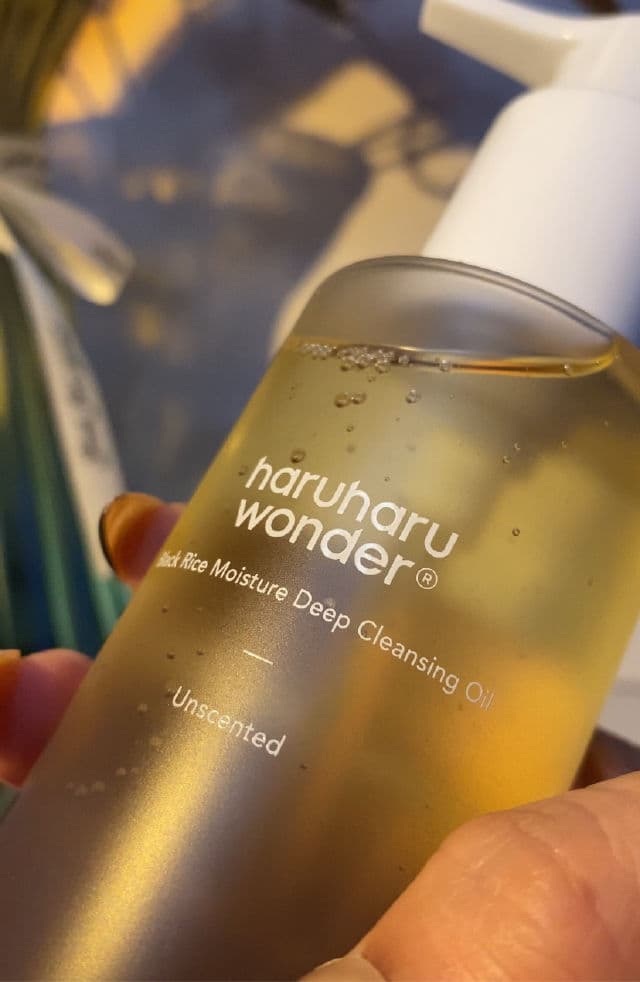 haruharu
wonder®
Black Rice Moisture Deep Cleansing Oil
Unscented